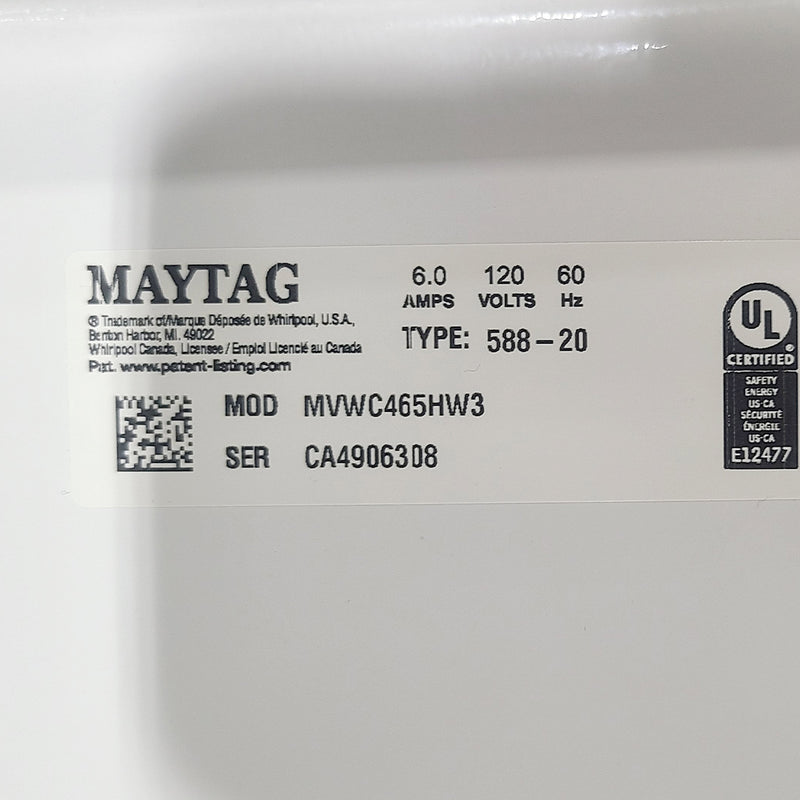 MAYTAG
® Trademark of/Marque Déposée de Whirlpool, U.S.A.,
Benton Harbor, MI. 49022
Whirlpool Canada, Licensee / Emploi Licencié au Canada
Pat. www.patent-listing.com
6.0 120 60
AMPS VOLTS Hz
TYPE: 588-20
MOD MVWC465HW3
SER CA4906308
UL
CERTIFIED
SAFETY
ENERGY
US-CA
SÉCURITÉ
ÉNERGIE
US-CA
E12477